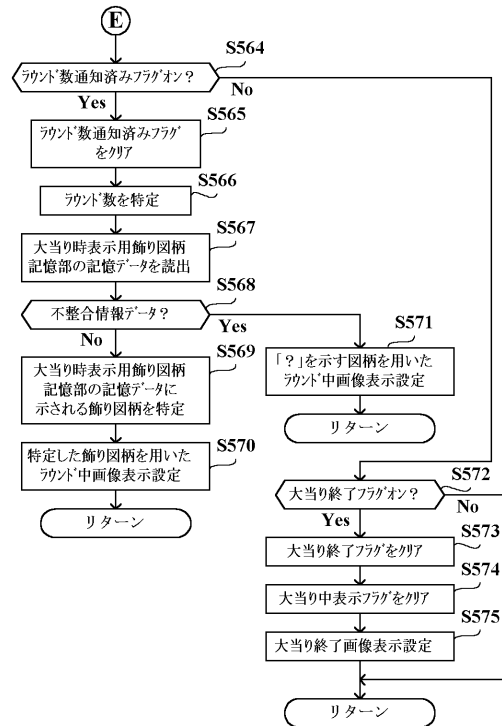 E
S564
ラウンド数通知済みフラグオン?
Yes
No
S565
ラウンド数通知済みフラグ
をクリア
S566
ラウンド数を特定
S567
大当り時表示用飾り図柄
記憶部の記憶データを読出
S568
不整合情報データ?
No
Yes
S569
大当り時表示用飾り図柄
記憶部の記憶データに
示される飾り図柄を特定
S570
特定した飾り図柄を用いた
ラウンド中画像表示設定
リターン
S571
「?」を示す図柄を用いた
ラウンド中画像表示設定
リターン
S572
大当り終了フラグオン?
Yes
No
S573
大当り終了フラグをクリア
S574
大当り中表示フラグをクリア
S575
大当り終了画像表示設定
リターン